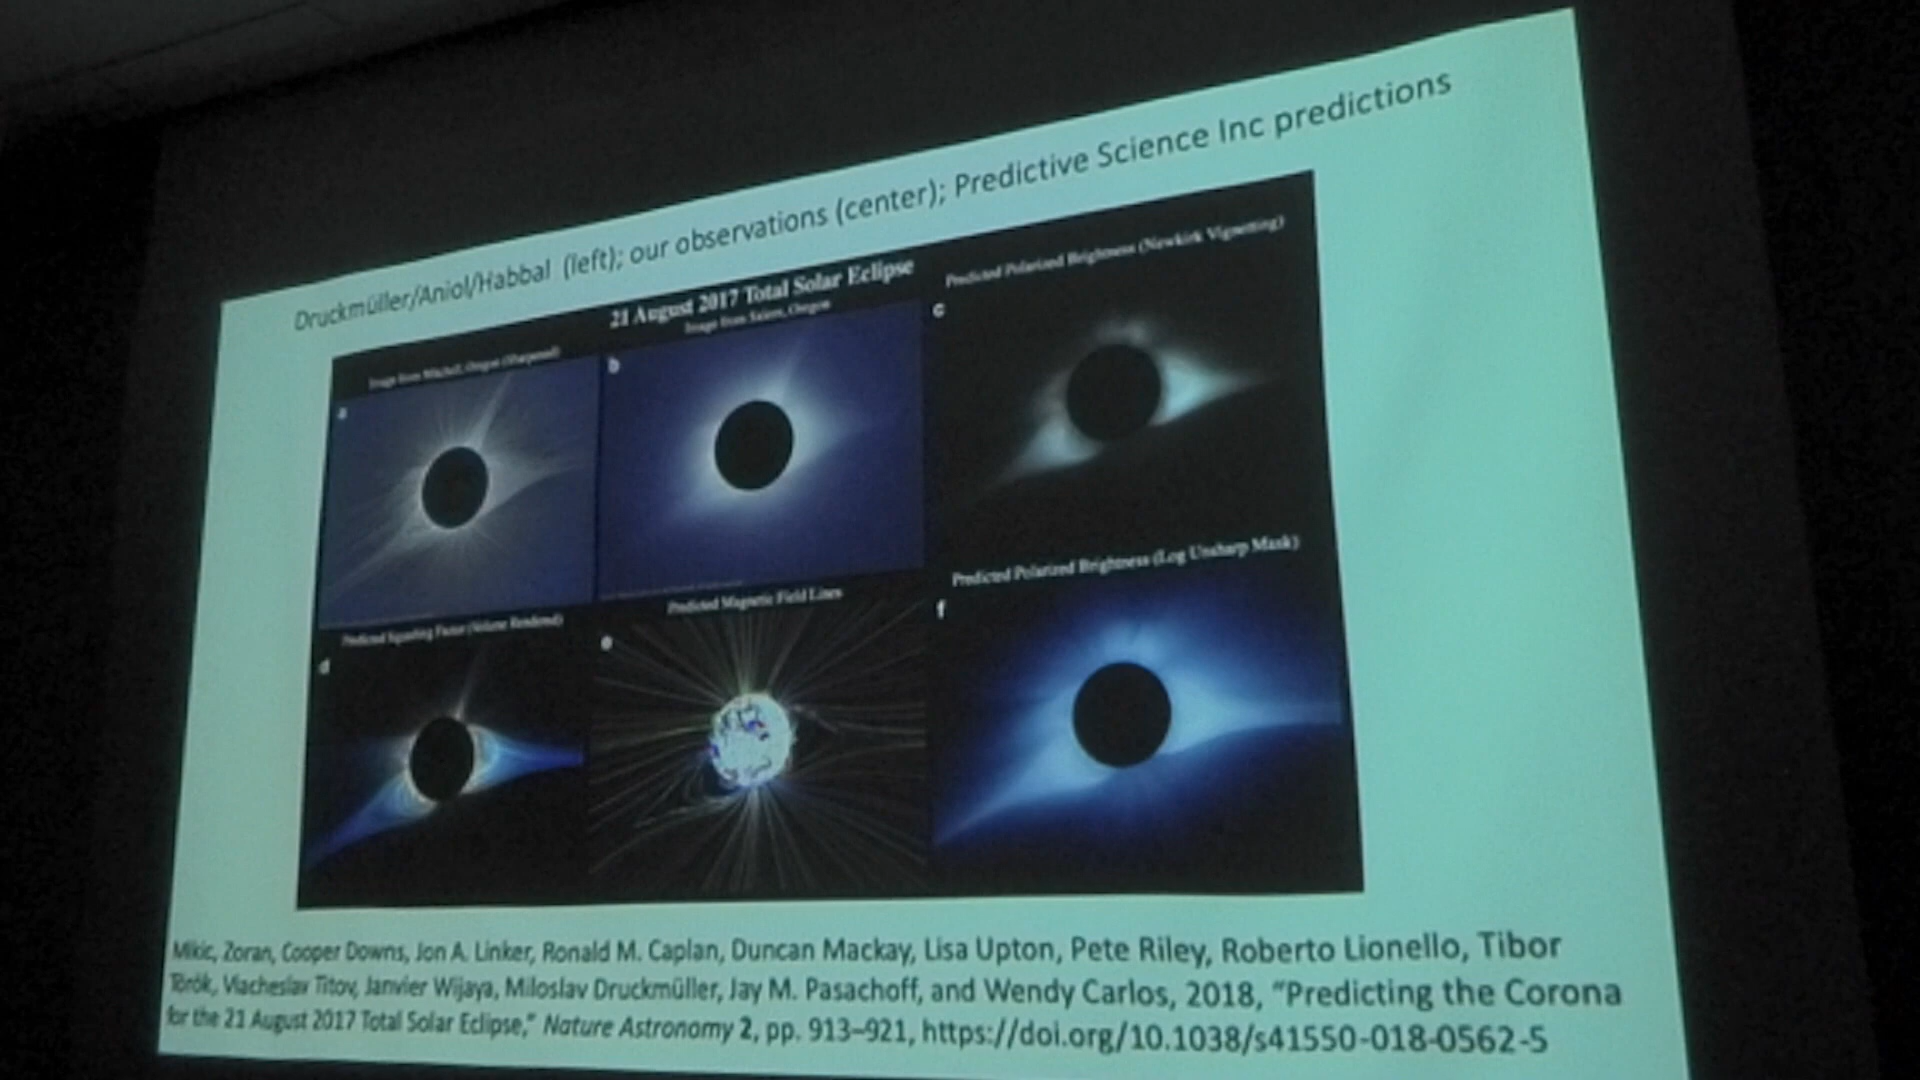 Druckmüller/Aniol/Habbal (left); our observations (center); Predictive Science Inc predictions
21 August 2017 Total Solar Eclipse
Image from Mitchell, Oregon (Sharpened)
Image from Salem, Oregon
Predicted Polarized Brightness (Newkirk Vignetting)
a
b
c
Predicted Squashing Factor (Volume Rendered)
Predicted Magnetic Field Lines
Predicted Polarized Brightness (Log Unsharp Mask)
d
e
f
Mikic, Zoran, Cooper Downs, Jon A. Linker, Ronald M. Caplan, Duncan Mackay, Lisa Upton, Pete Riley, Roberto Lionello, Tibor
Török, Viacheslav Titov, Janvier Wijaya, Miloslav Druckmüller, Jay M. Pasachoff, and Wendy Carlos, 2018, “Predicting the Corona
for the 21 August 2017 Total Solar Eclipse,” Nature Astronomy 2, pp. 913–921, https://doi.org/10.1038/s41550-018-0562-5